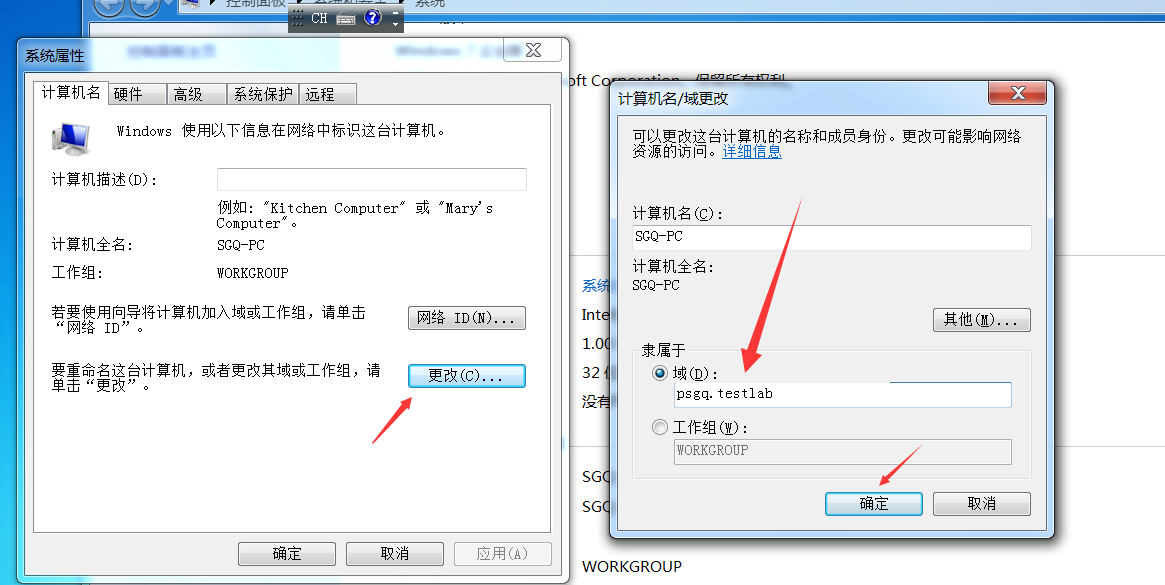 控制面板
系统
CH
系统属性
计算机名
硬件
高级
系统保护
远程
Windows 使用以下信息在网络中标识这台计算机。
计算机描述(D):
例如: "Kitchen Computer" 或 "Mary's
Computer"。
计算机全名:
SGQ-PC
工作组:
WORKGROUP
若要使用向导将计算机加入域或工作组，请单击
“网络 ID”。
网络 ID(N)...
要重命名这台计算机，或者更改其域或工作组，请
单击“更改”。
更改(C)...
确定
取消
应用(A)
oft Corporation。保留所有权利。
系统
Inte
1.00
32 位
没有
SGQ
SGQ
WORKGROUP
计算机名/域更改
可以更改这台计算机的名称和成员身份。更改可能影响网络
资源的访问。详细信息
计算机名(C):
SGQ-PC
计算机全名:
SGQ-PC
其他(M)...
隶属于
域(D):
psgq.testlab
工作组(W):
WORKGROUP
确定
取消